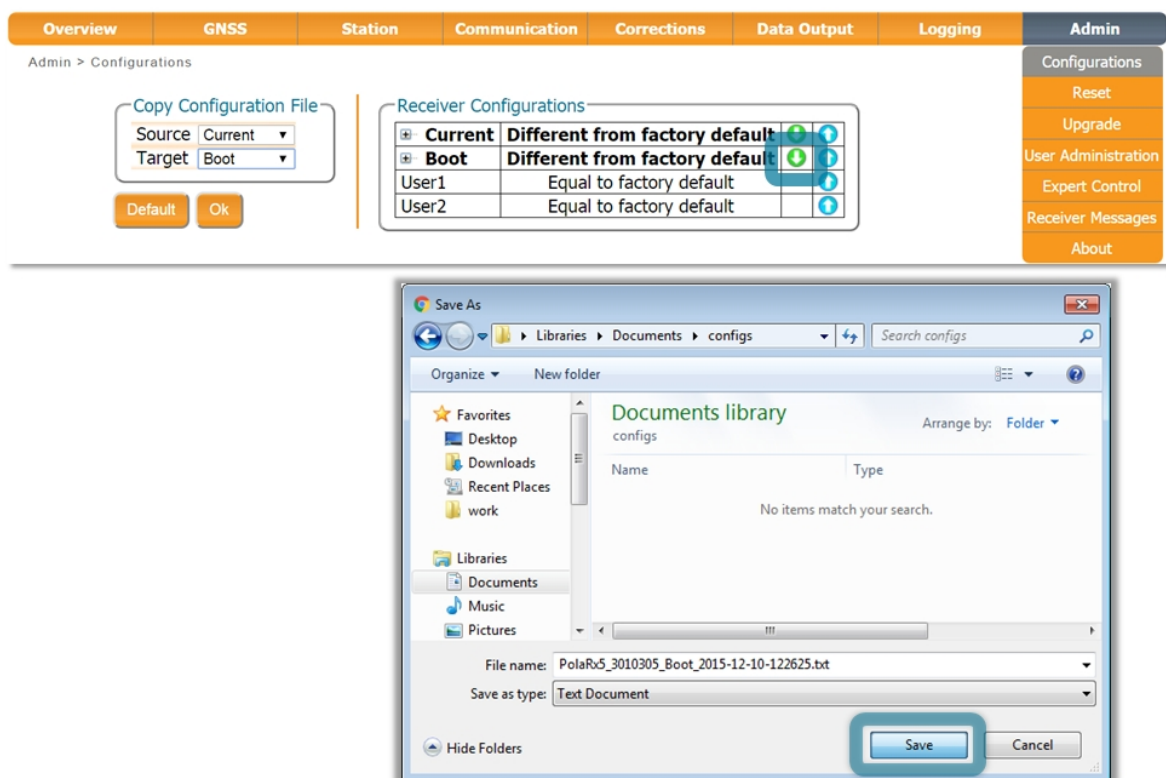 Overview GNSS Station Communication Corrections Data Output Logging Admin
Admin > Configurations
Configurations
Reset
Upgrade
User Administration
Expert Control
Receiver Messages
About
Copy Configuration File
Source Current
Target Boot
Default Ok
Receiver Configurations
Current Different from factory default
Boot Different from factory default
User1 Equal to factory default
User2 Equal to factory default
Save As
Libraries Documents configs Search configs
Organize New folder
Favorites
Desktop
Downloads
Recent Places
work
Libraries
Documents
Music
Pictures
Documents library
configs
Arrange by: Folder
Name Type
No items match your search.
File name: PolaRx5_3010305_Boot_2015-12-10-122625.txt
Save as type: Text Document
Hide Folders Save Cancel